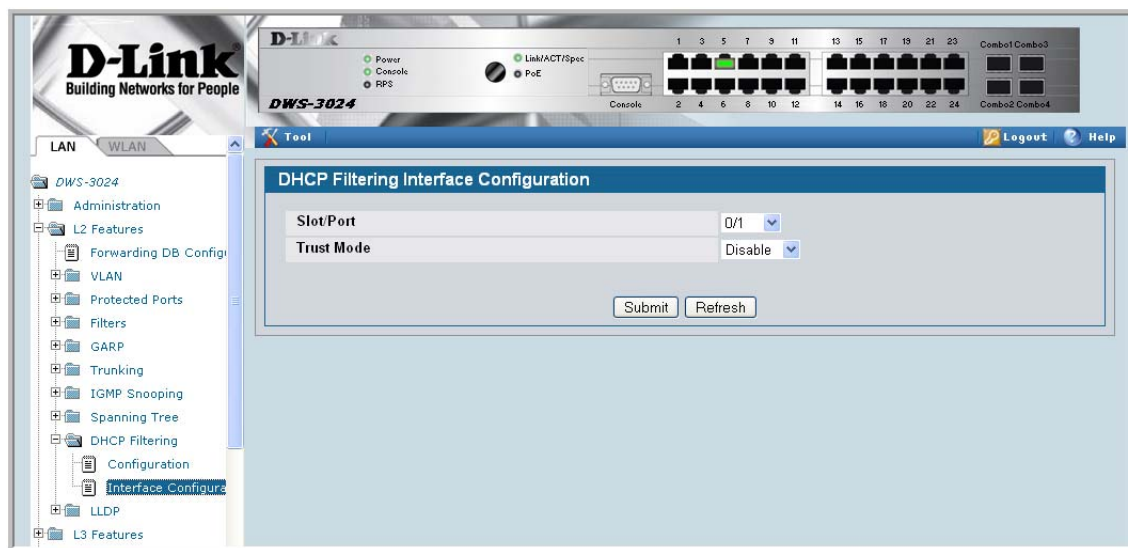 D-Link
Building Networks for People
D-Link
Power
Console
RPS
Link/ACT/Spee
PoE
DWS-3024
Console
1 3 5 7 9 11 13 15 17 19 21 23
2 4 6 8 10 12 14 16 18 20 22 24
Combo1 Combo3
Combo2 Combo4
LAN
WLAN
Tool
Logout
Help
DWS-3024
Administration
L2 Features
Forwarding DB Configu
VLAN
Protected Ports
Filters
GARP
Trunking
IGMP Snooping
Spanning Tree
DHCP Filtering
Configuration
Interface Configura
LLDP
L3 Features
DHCP Filtering Interface Configuration
Slot/Port
0/1
Trust Mode
Disable
Submit
Refresh